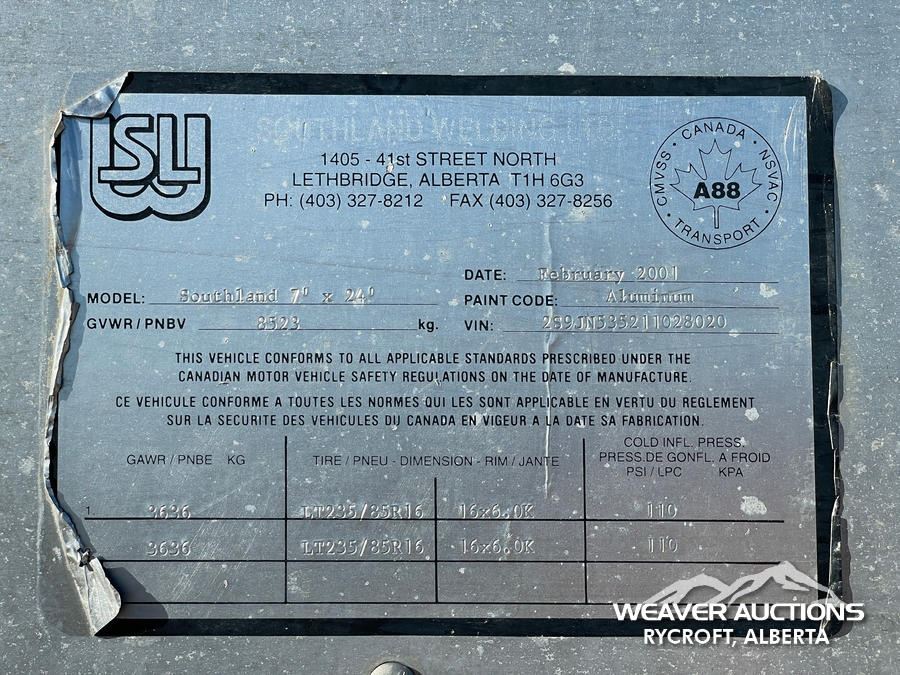 SLI
SOUTHLAND WELDING
1405 - 41st STREET NORTH
LETHBRIDGE, ALBERTA T1H 6G3
PH: (403) 327-8212 FAX (403) 327-8256
CMVSS · CANADA · NSVAC · TRANSPORT ·
A88
DATE: February 2001
MODEL: Southland 7' x 24'
PAINT CODE: Aluminum
GVWR / PNBV 8523 kg.
VIN: 2S9JN535211028020
THIS VEHICLE CONFORMS TO ALL APPLICABLE STANDARDS PRESCRIBED UNDER THE
CANADIAN MOTOR VEHICLE SAFETY REGULATIONS ON THE DATE OF MANUFACTURE.
CE VEHICULE CONFORME A TOUTES LES NORMES QUI LES SONT APPLICABLE EN VERTU DU REGLEMENT
SUR LA SECURITE DES VEHICULES DU CANADA EN VIGEUR A LA DATE SA FABRICATION.
GAWR / PNBE KG
TIRE / PNEU - DIMENSION - RIM / JANTE
COLD INFL. PRESS.
PRESS.DE GONFL. A FROID
PSI / LPC KPA
1. 3636 LT235/85R16 16x6.0K 110
3636 LT235/85R16 16x6.0K 110
WEAVER AUCTIONS
RYCROFT, ALBERTA